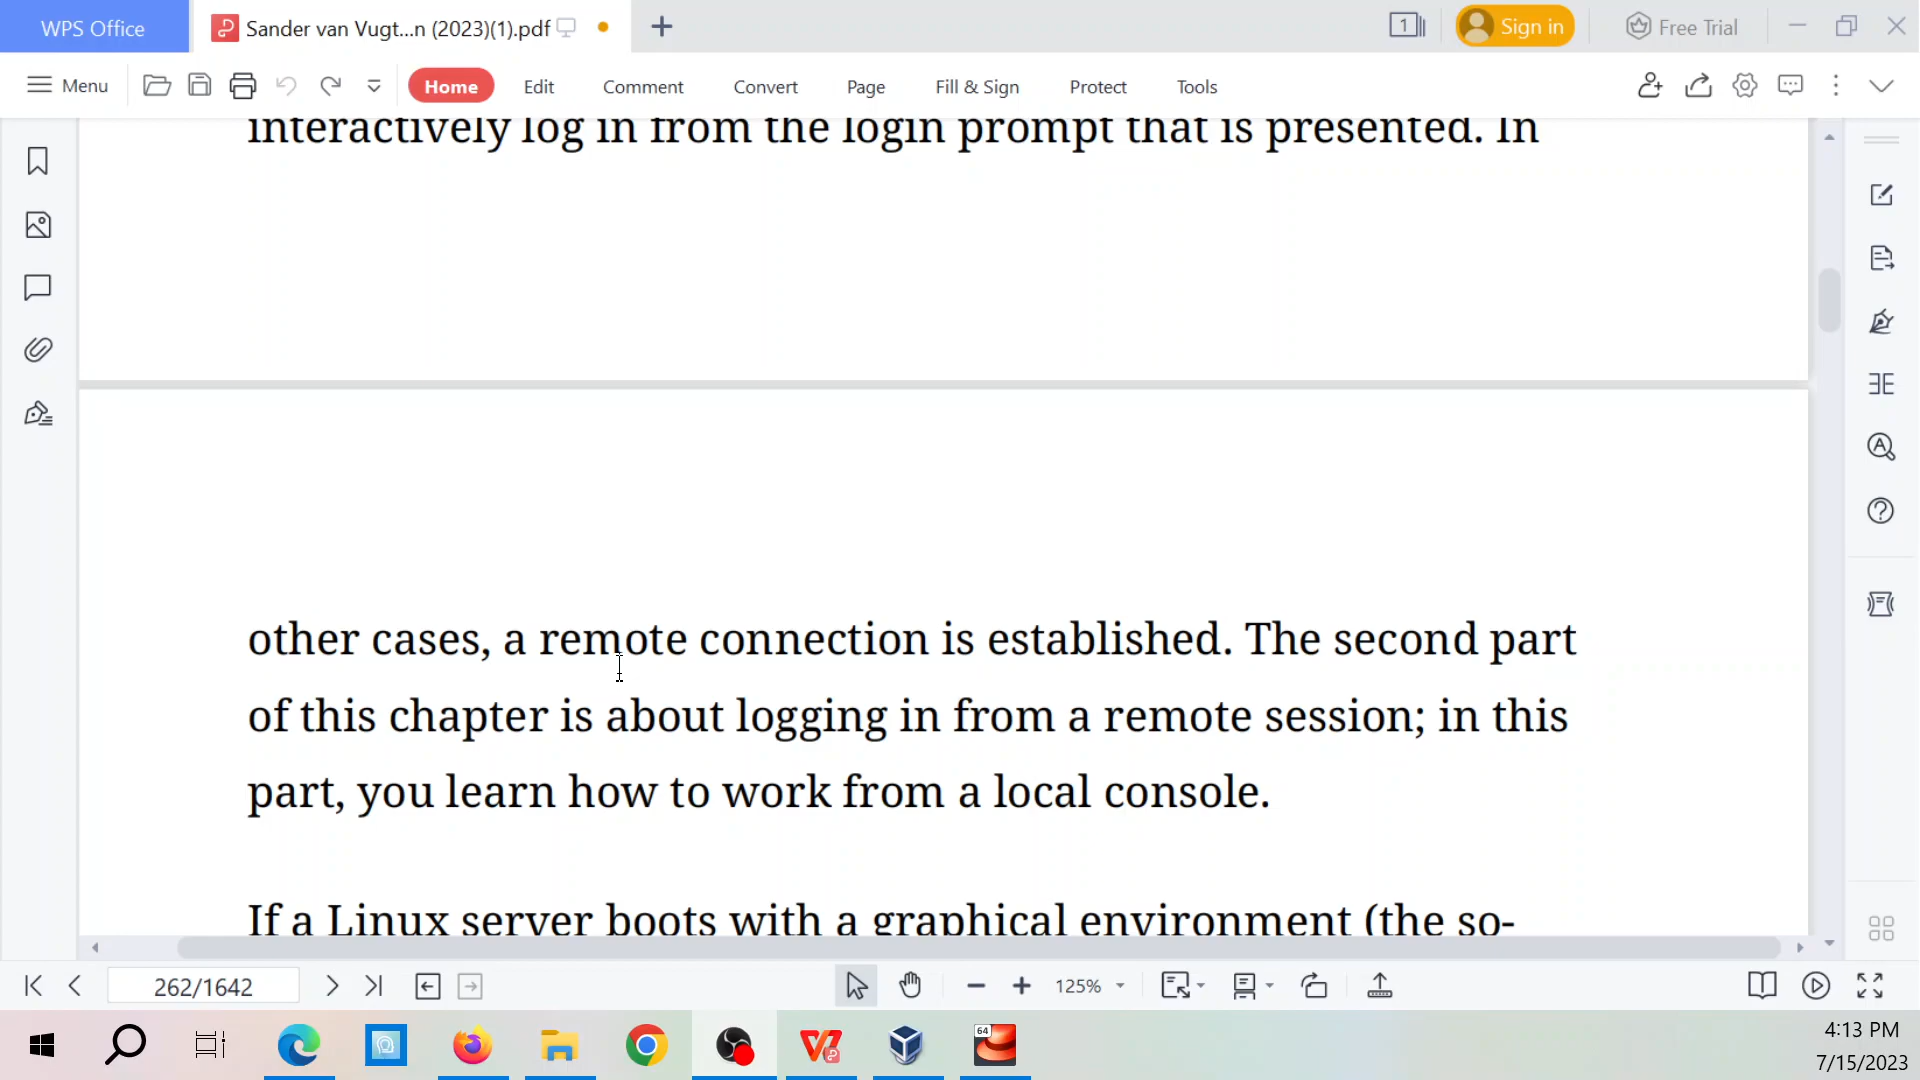 WPS Office
Sander van Vugt...n (2023)(1).pdf
1
Sign in
Free Trial
Menu
Home
Edit
Comment
Convert
Page
Fill & Sign
Protect
Tools
interactively log in from the login prompt that is presented. In
other cases, a remote connection is established. The second part
of this chapter is about logging in from a remote session; in this
part, you learn how to work from a local console.
If a Linux server boots with a graphical environment (the so-
262/1642
125%
64
4:13 PM
7/15/2023